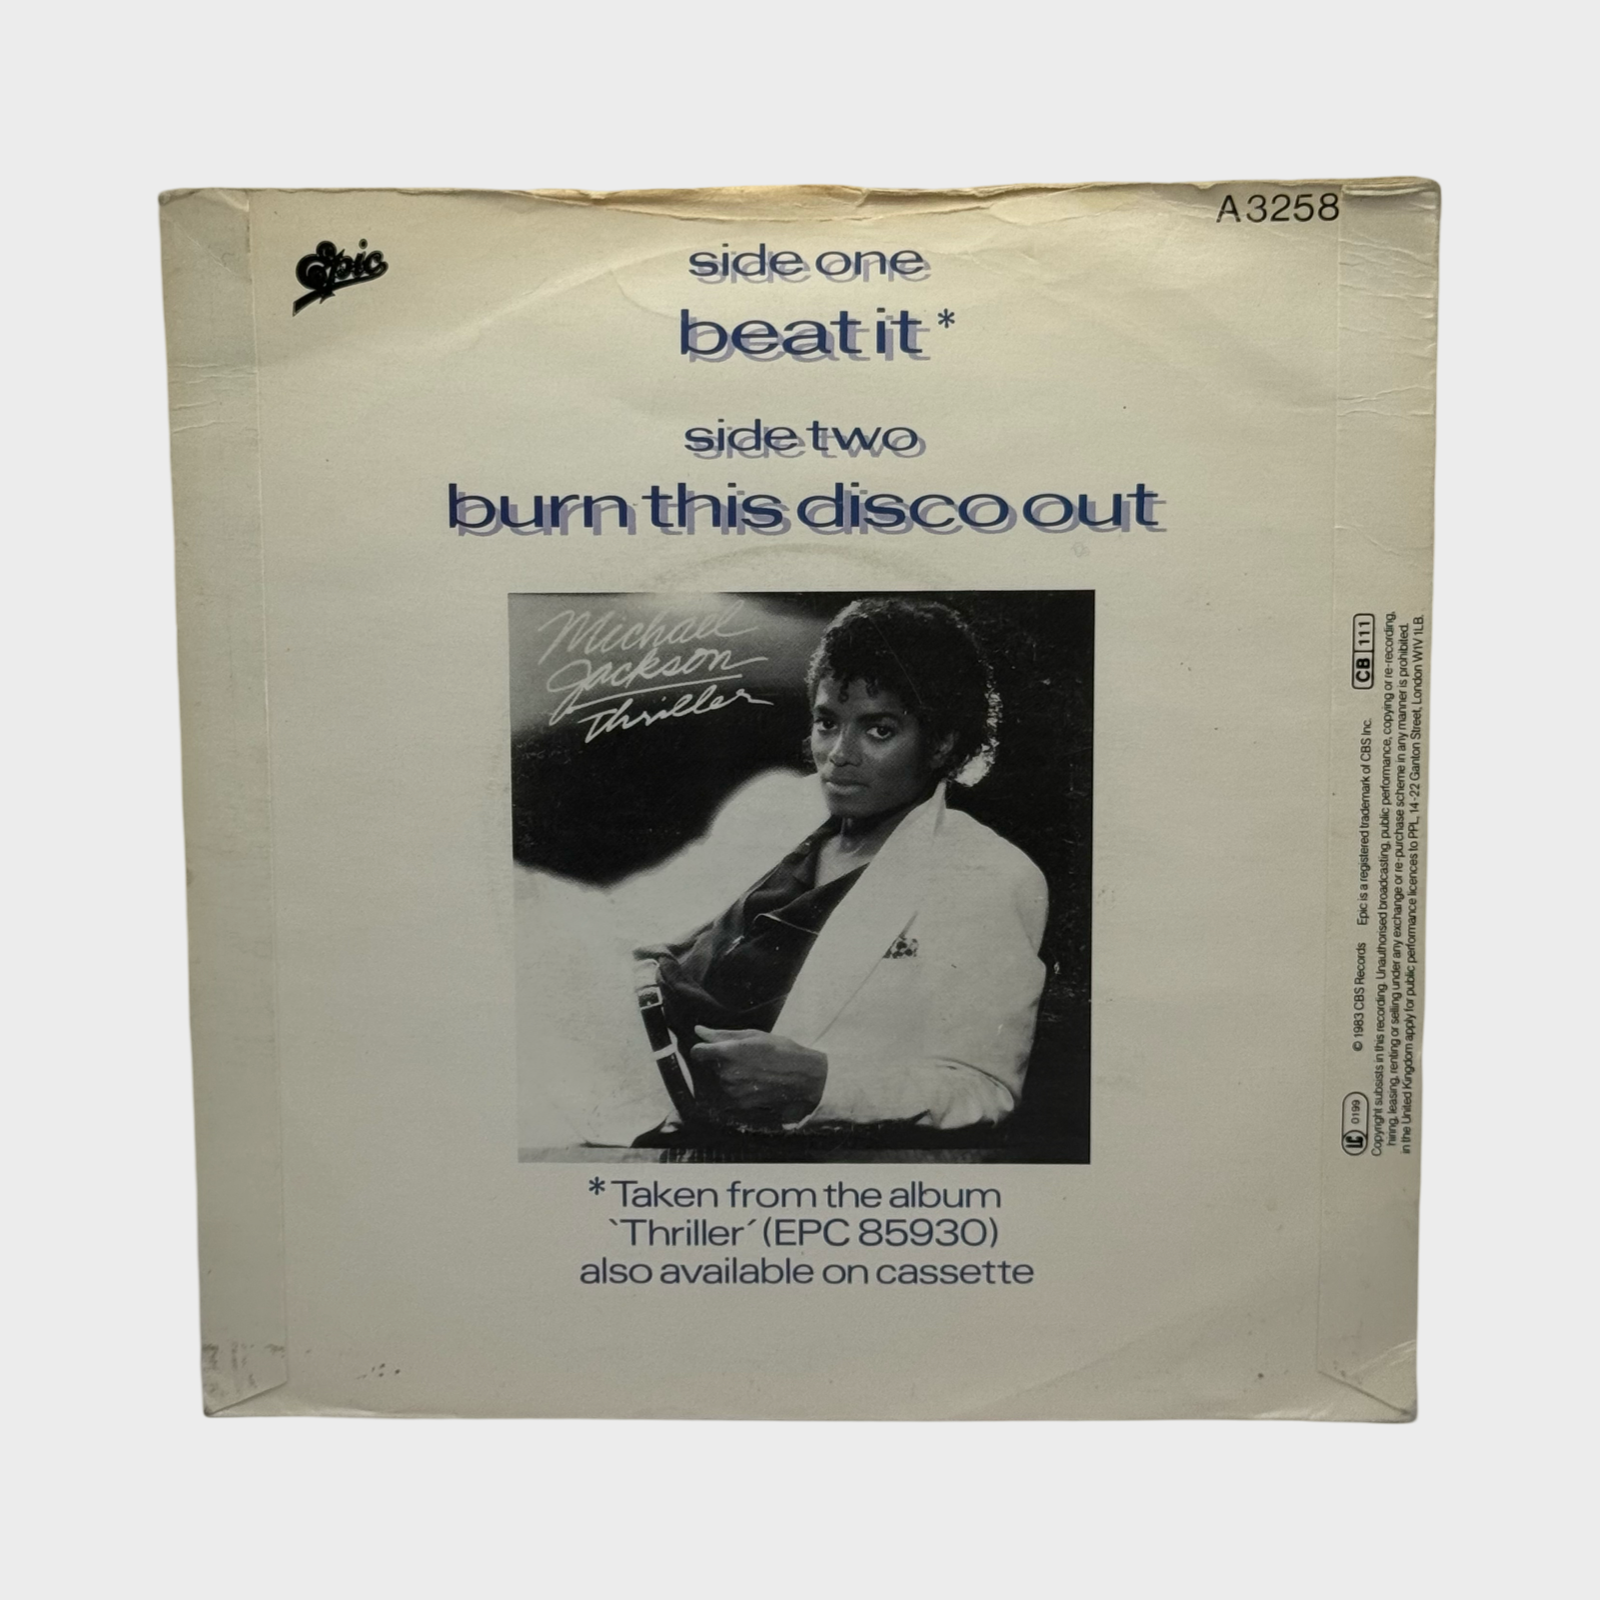 A3258
Epic
side one
beat it*
side two
burn this disco out
Michael
Jackson
Thriller
*Taken from the album
`Thriller´ (EPC 85930)
also available on cassette
LC 0199 © 1983 CBS Records Epic is a registered trademark of CBS Inc. CB 111
Copyright subsists in this recording. Unauthorised broadcasting, public performance, copying or re-recording,
hiring, leasing, renting or selling under any exchange or re-purchase scheme in any manner is prohibited.
in the United Kingdom apply for public performance licences to PPL, 14-22 Ganton Street, London W1V 1LB.